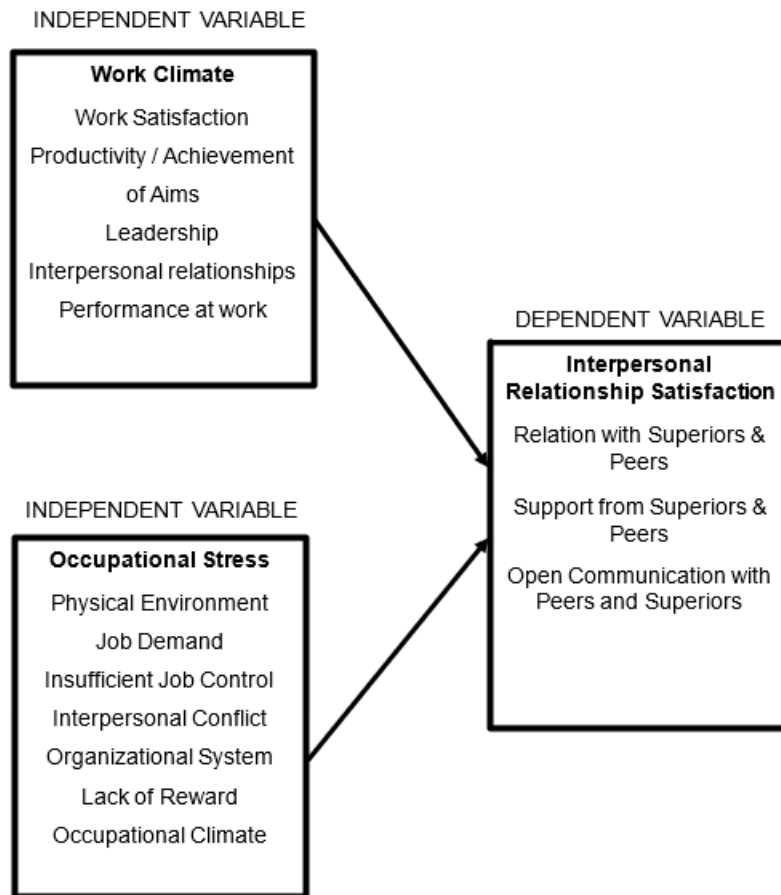 INDEPENDENT VARIABLE
Work Climate
Work Satisfaction
Productivity / Achievement
of Aims
Leadership
Interpersonal relationships
Performance at work
DEPENDENT VARIABLE
Interpersonal
Relationship Satisfaction
Relation with Superiors &
Peers
Support from Superiors &
Peers
Open Communication with
Peers and Superiors
INDEPENDENT VARIABLE
Occupational Stress
Physical Environment
Job Demand
Insufficient Job Control
Interpersonal Conflict
Organizational System
Lack of Reward
Occupational Climate